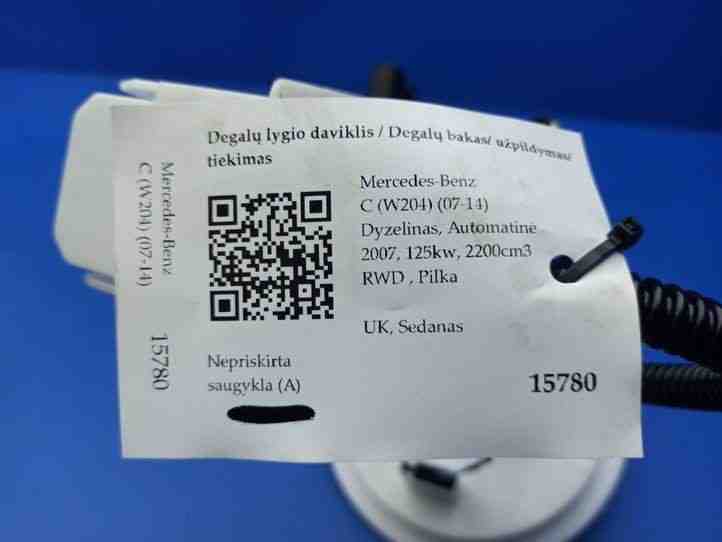 Degalų lygio daviklis / Degalų bakas/ užpildymas/
tiekimas
Mercedes-Benz
C (W204) (07-14)
Dyzelinas, Automatinė
2007, 125kw, 2200cm3
RWD , Pilka
UK, Sedanas
Nepriskirta
saugykla (A)
15780
Mercedes-Benz
C (W204) (07-14)
15780